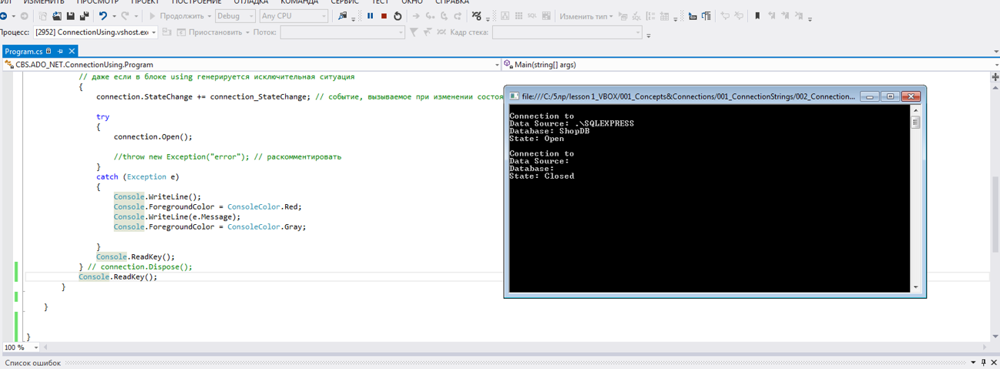 ИЗМЕНИТЬ ПРОСМОТР ПРОЕКТ ПОСТРОЕНИЕ ОТЛАДКА КОМАНДА СЕРВИС ТЕСТ ОКНО СПРАВКА
Продолжить Debug Any CPU SQL Изменить тип SQL
Процесс: [2952] ConnectionUsing.vshost.exe Приостановить Поток: Кадр стека:
Program.cs
CBS.ADO_NET.ConnectionUsing.Program Main(string[] args)
// даже если в блоке using генерируется исключительная ситуация
{
connection.StateChange += connection_StateChange; // событие, вызываемое при изменении состоя
try
{
connection.Open();
//throw new Exception("error"); // раскомментировать
}
catch (Exception e)
{
Console.WriteLine();
Console.ForegroundColor = ConsoleColor.Red;
Console.WriteLine(e.Message);
Console.ForegroundColor = ConsoleColor.Gray;
}
Console.ReadKey();
} // connection.Dispose();
Console.ReadKey();
}
}
}
file:///C:/5лр/lesson 1_VBOX/001_Concepts&Connections/001_ConnectionStrings/002_Connection...
Connection to
Data Source: .\SQLEXPRESS
Database: ShopDB
State: Open
Connection to
Data Source:
Database:
State: Closed
100 %
Список ошибок